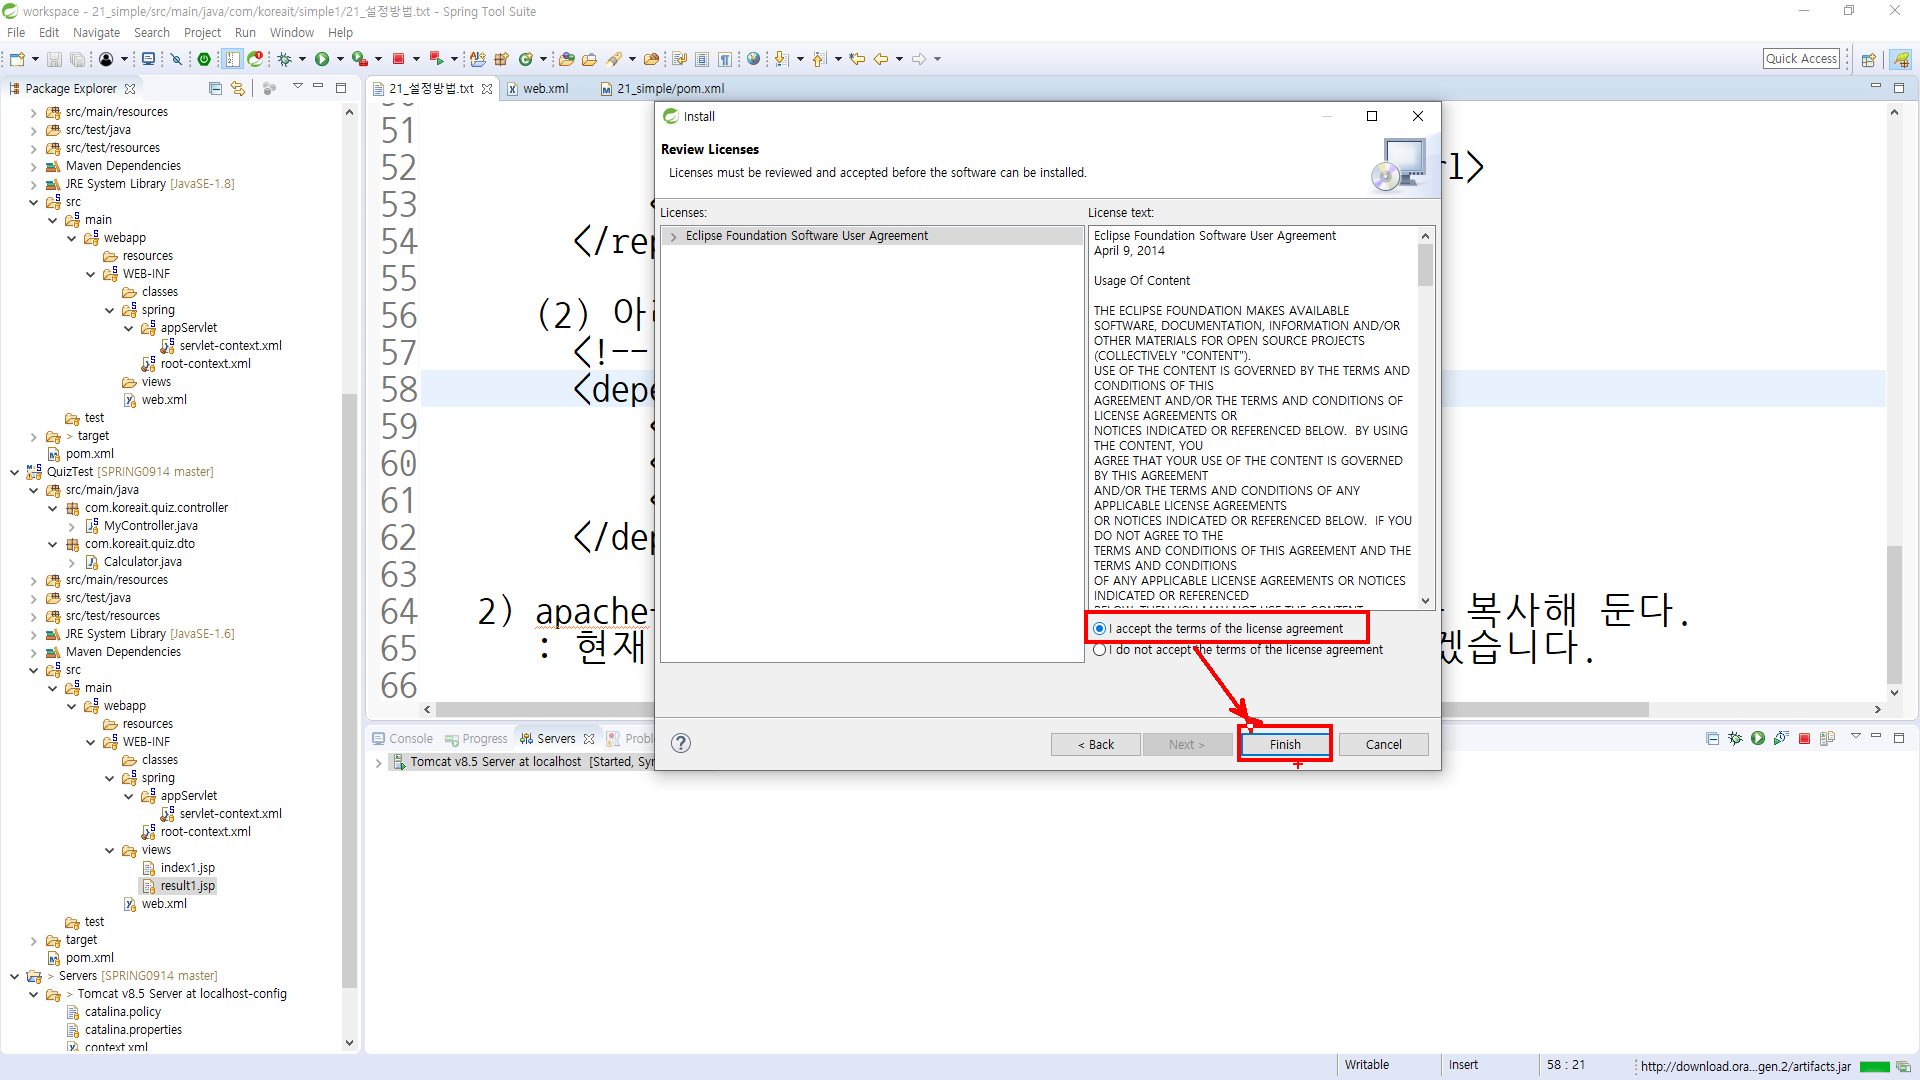 workspace - 21_simple/src/main/java/com/koreait/simple1/21_설정방법.txt - Spring Tool Suite
File Edit Navigate Search Project Run Window Help
Quick Access
Package Explorer
21_설정방법.txt
web.xml
21_simple/pom.xml
src/main/resources
src/test/java
src/test/resources
Maven Dependencies
JRE System Library [JavaSE-1.8]
src
main
webapp
resources
WEB-INF
classes
spring
appServlet
servlet-context.xml
root-context.xml
views
web.xml
test
> target
pom.xml
QuizTest [SPRING0914 master]
src/main/java
com.koreait.quiz.controller
MyController.java
com.koreait.quiz.dto
Calculator.java
src/main/resources
src/test/java
src/test/resources
JRE System Library [JavaSE-1.6]
Maven Dependencies
src
main
webapp
resources
WEB-INF
classes
spring
appServlet
servlet-context.xml
root-context.xml
views
index1.jsp
result1.jsp
web.xml
test
target
pom.xml
> Servers [SPRING0914 master]
> Tomcat v8.5 Server at localhost-config
catalina.policy
catalina.properties
context.xml
51
52 rl>
53 <
54 </rep
55
56 (2) 아
57 <!--
58 <depe
59 <
60 <
61 <
62 </dep
63
64 2) apache- 복사해 둔다.
65 : 현재 겠습니다.
66
Install
Review Licenses
Licenses must be reviewed and accepted before the software can be installed.
Licenses:
Eclipse Foundation Software User Agreement
License text:
Eclipse Foundation Software User Agreement
April 9, 2014
Usage Of Content
THE ECLIPSE FOUNDATION MAKES AVAILABLE
SOFTWARE, DOCUMENTATION, INFORMATION AND/OR
OTHER MATERIALS FOR OPEN SOURCE PROJECTS
(COLLECTIVELY "CONTENT").
USE OF THE CONTENT IS GOVERNED BY THE TERMS AND
CONDITIONS OF THIS
AGREEMENT AND/OR THE TERMS AND CONDITIONS OF
LICENSE AGREEMENTS OR
NOTICES INDICATED OR REFERENCED BELOW. BY USING
THE CONTENT, YOU
AGREE THAT YOUR USE OF THE CONTENT IS GOVERNED
BY THIS AGREEMENT
AND/OR THE TERMS AND CONDITIONS OF ANY
APPLICABLE LICENSE AGREEMENTS
OR NOTICES INDICATED OR REFERENCED BELOW. IF YOU
DO NOT AGREE TO THE
TERMS AND CONDITIONS OF THIS AGREEMENT AND THE
TERMS AND CONDITIONS
OF ANY APPLICABLE LICENSE AGREEMENTS OR NOTICES
INDICATED OR REFERENCED
BELOW, THEN YOU MAY NOT USE THE CONTENT
I accept the terms of the license agreement
I do not accept the terms of the license agreement
< Back
Next >
Finish
Cancel
Console
Progress
Servers
Probl
Tomcat v8.5 Server at localhost [Started, Syn
Writable
Insert
58 : 21
http://download.ora...gen.2/artifacts.jar